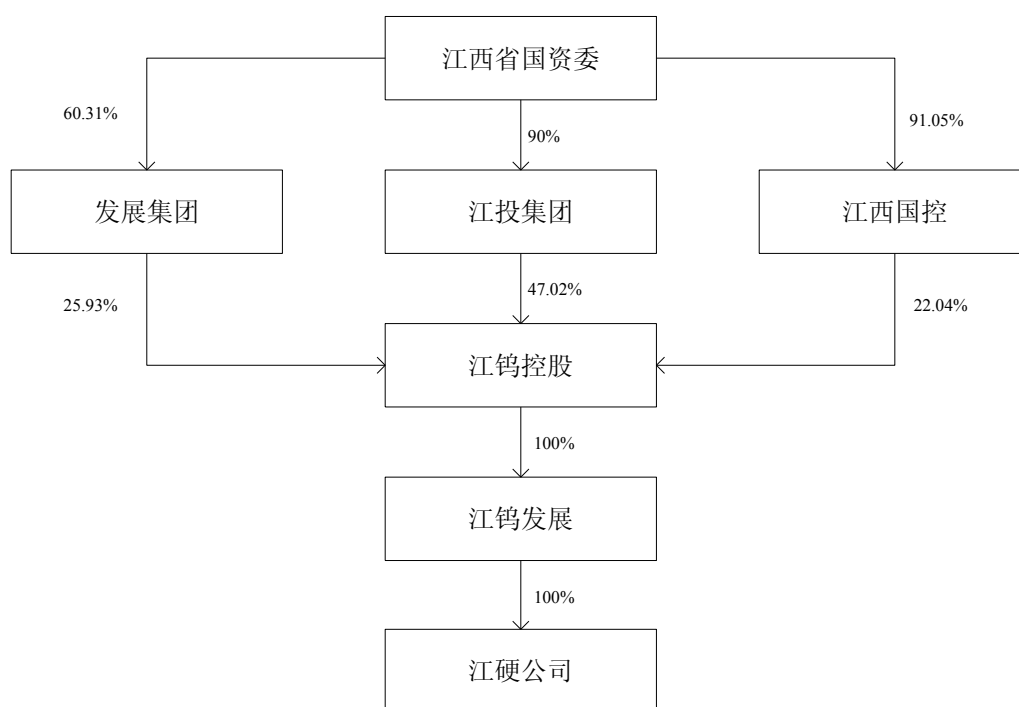 江西省国资委
60.31%
90%
91.05%
发展集团
江投集团
江西国控
25.93%
47.02%
22.04%
江钨控股
100%
江钨发展
100%
江硬公司